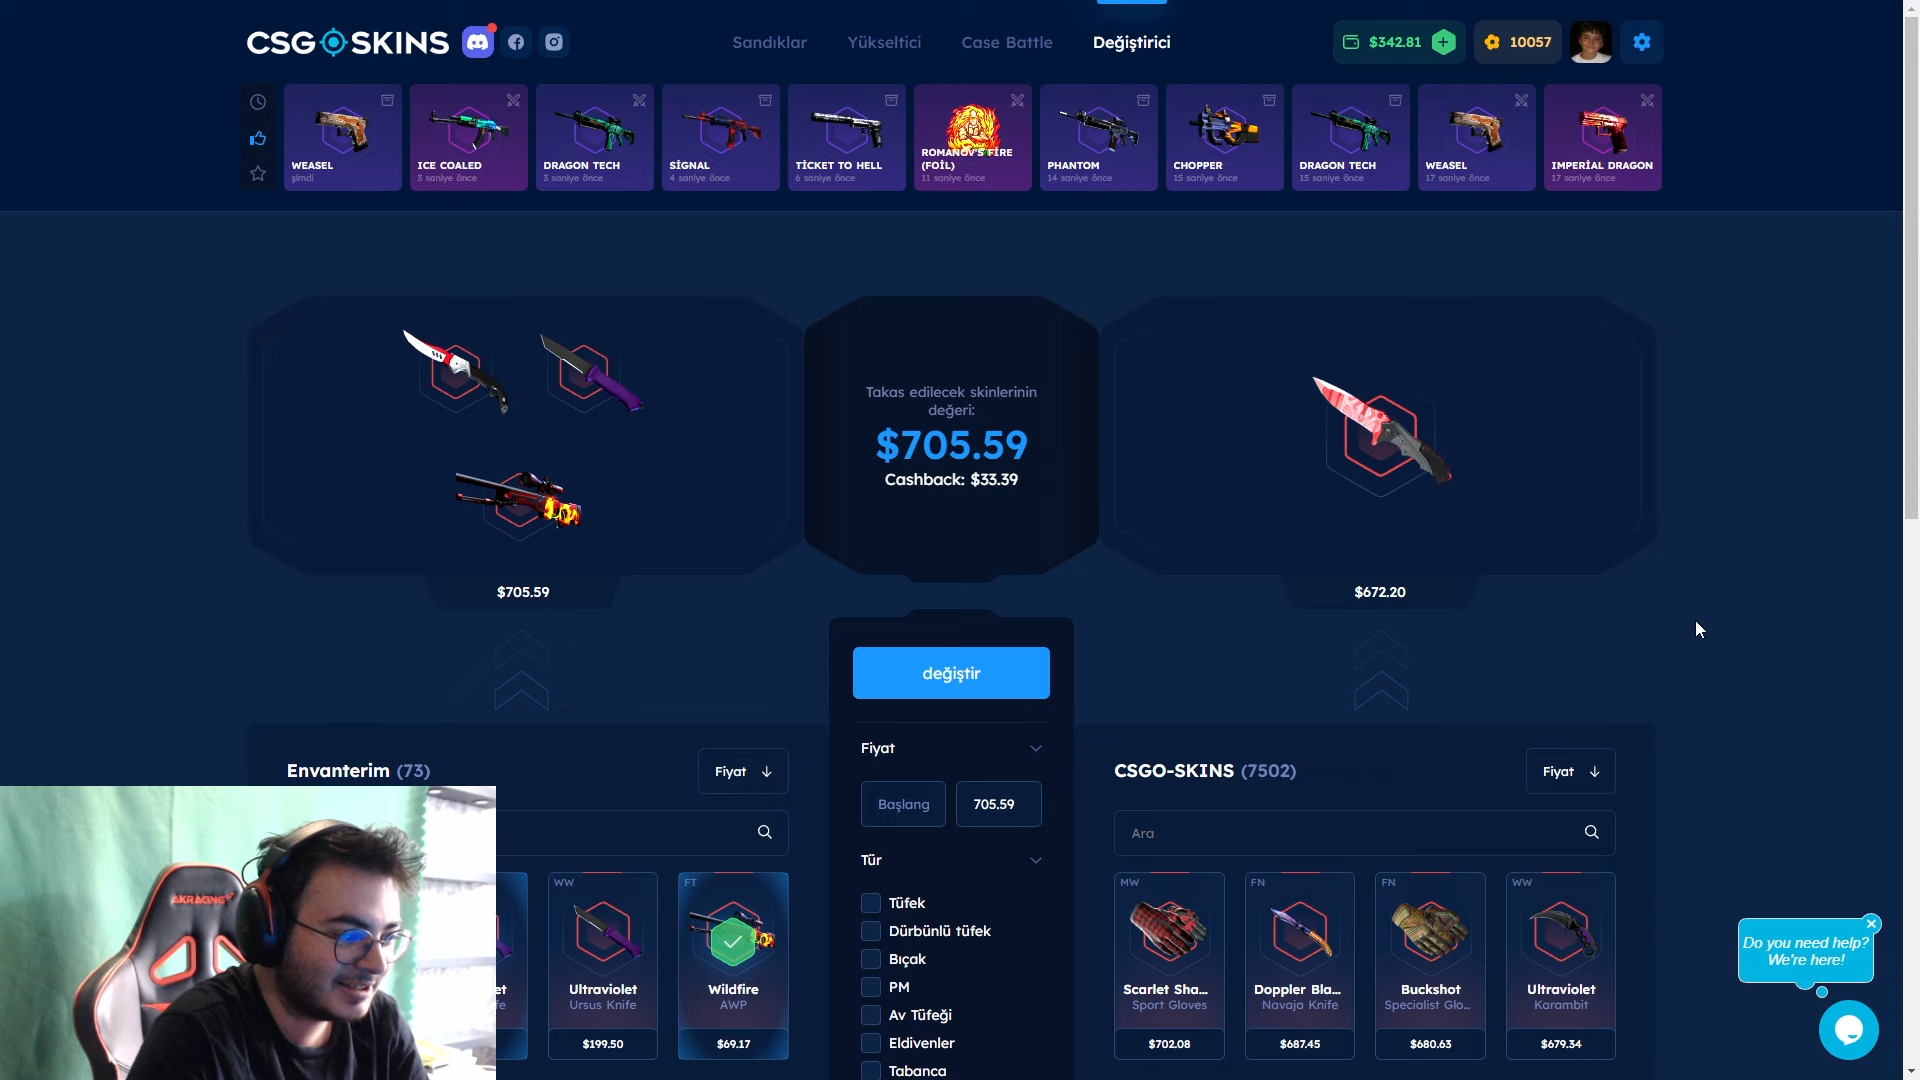 CSGO SKINS
Sandıklar
Yükseltici
Case Battle
Değiştirici
$342.81
10057
WEASEL
şimdi
ICE COALED
3 saniye önce
DRAGON TECH
3 saniye önce
SİGNAL
4 saniye önce
TİCKET TO HELL
6 saniye önce
ROMANOV'S FİRE
(FOİL)
11 saniye önce
PHANTOM
14 saniye önce
CHOPPER
15 saniye önce
DRAGON TECH
15 saniye önce
WEASEL
17 saniye önce
IMPERİAL DRAGON
17 saniye önce
Takas edilecek skinlerinin
değeri:
$705.59
Cashback: $33.39
$705.59
$672.20
değiştir
Envanterim (73)
Fiyat
Fiyat
Başlang
705.59
Tür
Tüfek
Dürbünlü tüfek
Bıçak
PM
Av Tüfeği
Eldivenler
Tabanca
CSGO-SKINS (7502)
Fiyat
Ara
WW
Ultraviolet
Ursus Knife
$199.50
FT
Wildfire
AWP
$69.17
MW
Scarlet Sha...
Sport Gloves
$702.08
FN
Doppler Bla...
Navaja Knife
$687.45
FN
Buckshot
Specialist Glo...
$680.63
WW
Ultraviolet
Karambit
$679.34
AKRACING
Do you need help?
We're here!